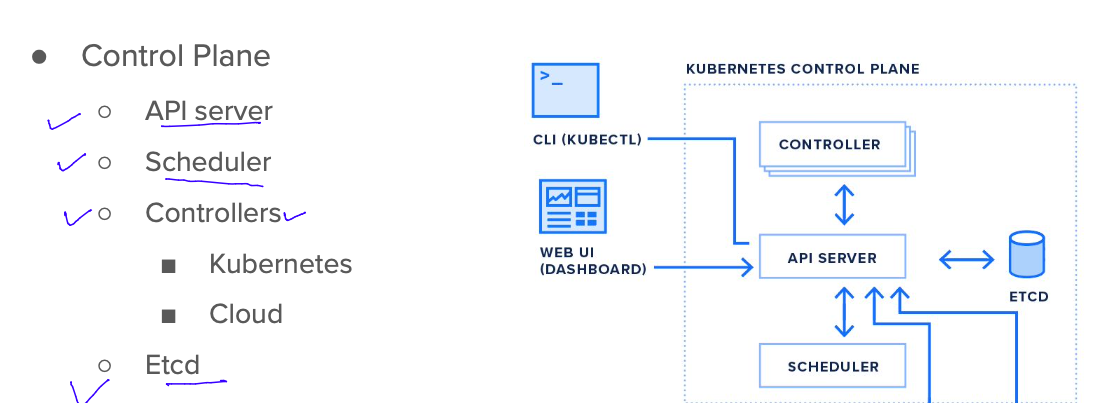 ● Control Plane
○ API server
○ Scheduler
○ Controllers
■ Kubernetes
■ Cloud
○ Etcd
KUBERNETES CONTROL PLANE
>_
CLI (KUBECTL)
CONTROLLER
WEB UI
(DASHBOARD)
API SERVER
ETCD
SCHEDULER